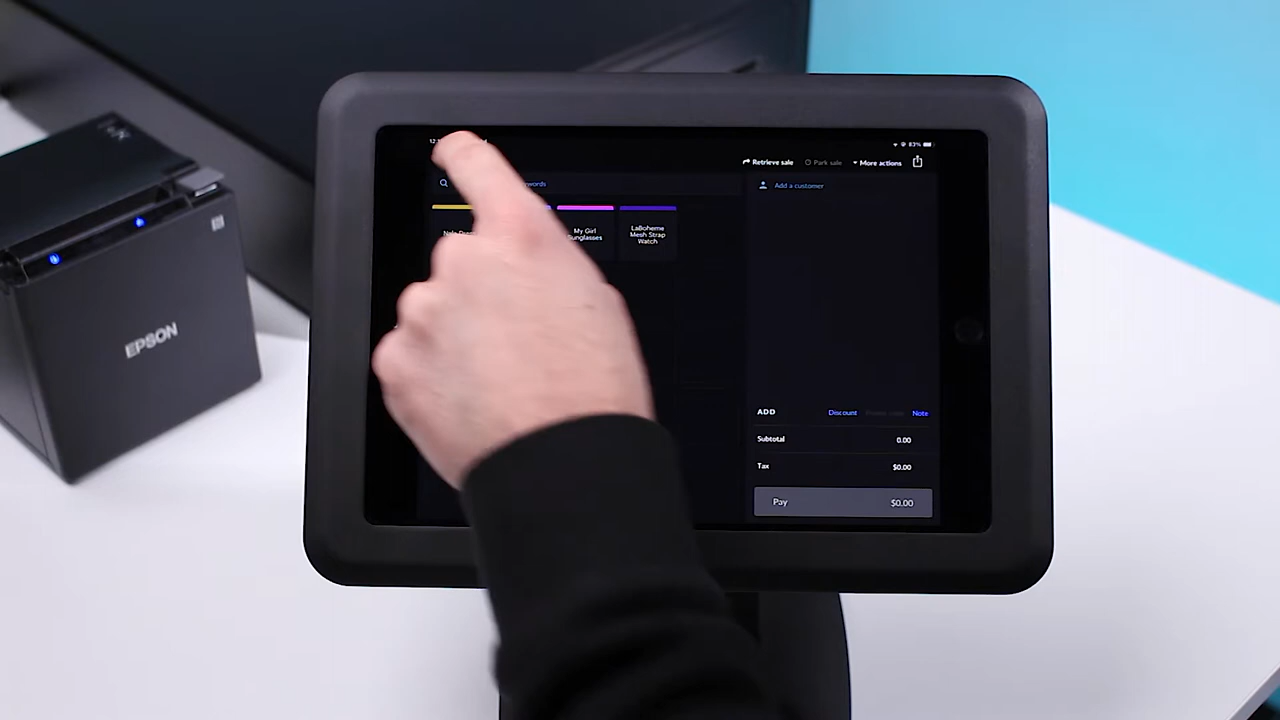 EPSON
83%
Retrieve sale
Park sale
More actions
Add a customer
My Girl
Sunglasses
LaBoheme
Mesh Strap
Watch
ADD
Discount
Note
Subtotal
0.00
Tax
$0.00
Pay
$0.00